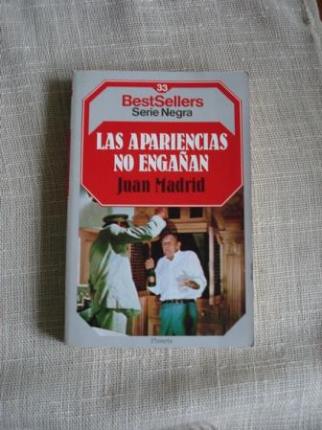 33
BestSellers
Serie Negra
LAS APARIENCIAS
NO ENGAÑAN
Juan Madrid
Planeta